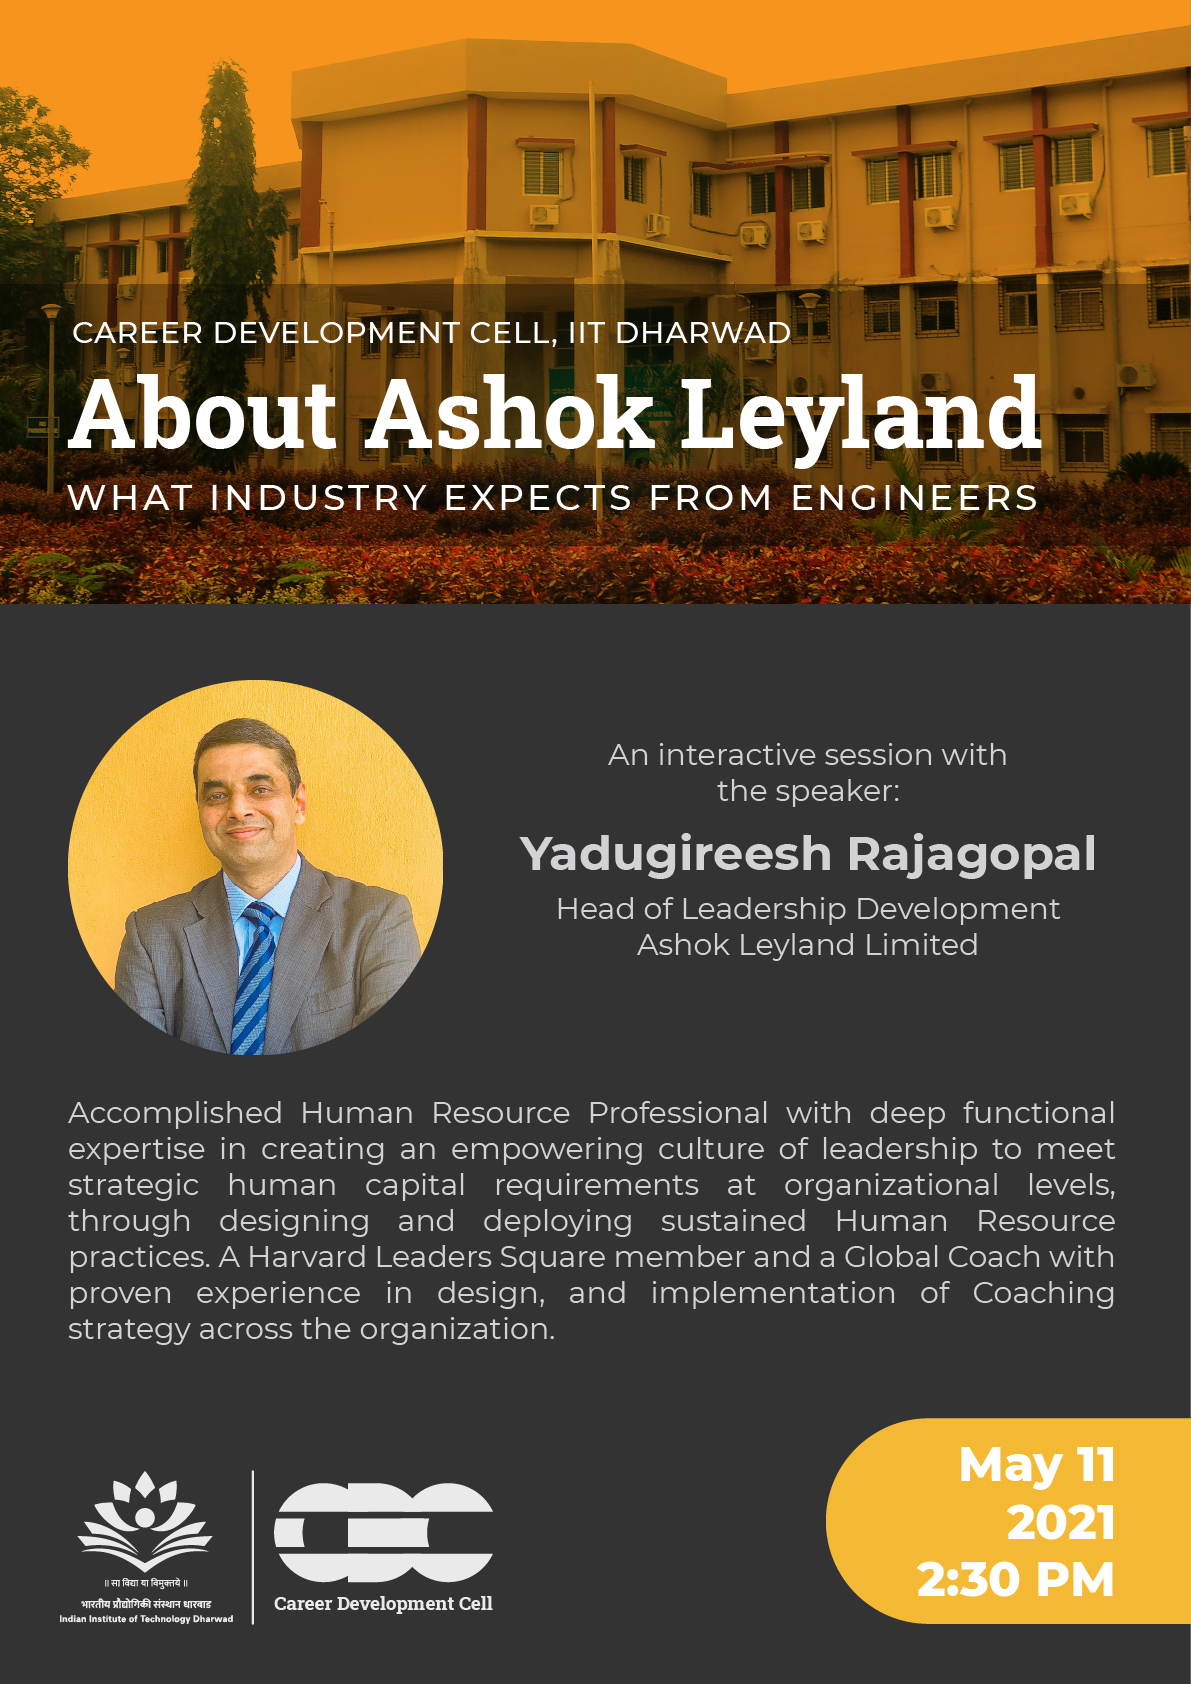 CAREER DEVELOPMENT CELL, IIT DHARWAD
About Ashok Leyland
WHAT INDUSTRY EXPECTS FROM ENGINEERS
An interactive session with
the speaker:
Yadugireesh Rajagopal
Head of Leadership Development
Ashok Leyland Limited
Accomplished Human Resource Professional with deep functional
expertise in creating an empowering culture of leadership to meet
strategic human capital requirements at organizational levels,
through designing and deploying sustained Human Resource
practices. A Harvard Leaders Square member and a Global Coach with
proven experience in design, and implementation of Coaching
strategy across the organization.
॥ सा विद्या या विमुक्तये ॥
भारतीय प्रौद्योगिकी संस्थान धारवाड
Indian Institute of Technology Dharwad
CDC
Career Development Cell
May 11
2021
2:30 PM